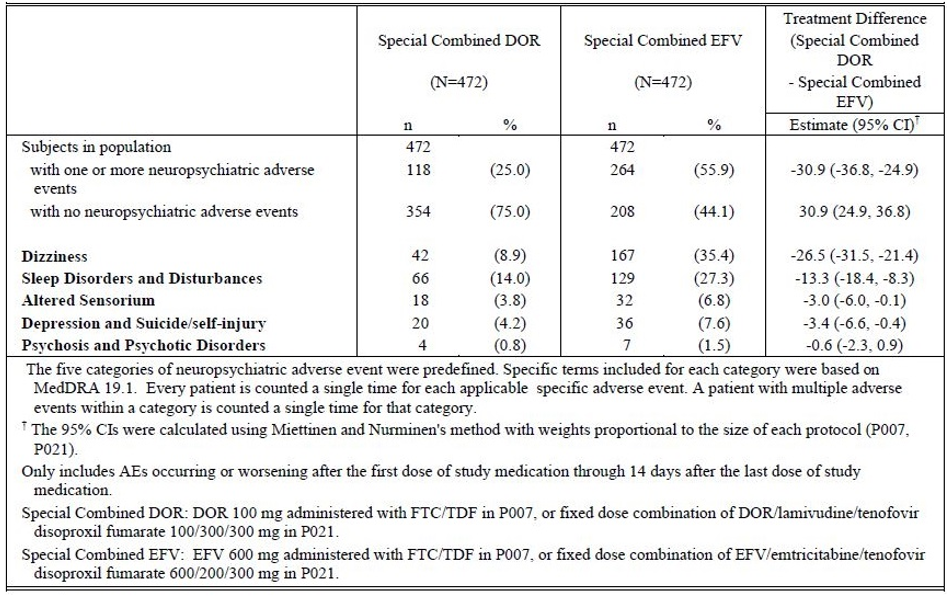 Special Combined DOR Special Combined EFV Treatment Difference
(Special Combined
DOR
(N=472) (N=472) - Special Combined
EFV)
n % n % Estimate (95% CI)†
Subjects in population 472 472
with one or more neuropsychiatric adverse 118 (25.0) 264 (55.9) -30.9 (-36.8, -24.9)
events
with no neuropsychiatric adverse events 354 (75.0) 208 (44.1) 30.9 (24.9, 36.8)
Dizziness 42 (8.9) 167 (35.4) -26.5 (-31.5, -21.4)
Sleep Disorders and Disturbances 66 (14.0) 129 (27.3) -13.3 (-18.4, -8.3)
Altered Sensorium 18 (3.8) 32 (6.8) -3.0 (-6.0, -0.1)
Depression and Suicide/self-injury 20 (4.2) 36 (7.6) -3.4 (-6.6, -0.4)
Psychosis and Psychotic Disorders 4 (0.8) 7 (1.5) -0.6 (-2.3, 0.9)
The five categories of neuropsychiatric adverse event were predefined. Specific terms included for each category were based on
MedDRA 19.1. Every patient is counted a single time for each applicable specific adverse event. A patient with multiple adverse
events within a category is counted a single time for that category.
† The 95% CIs were calculated using Miettinen and Nurminen's method with weights proportional to the size of each protocol (P007,
P021).
Only includes AEs occurring or worsening after the first dose of study medication through 14 days after the last dose of study
medication.
Special Combined DOR: DOR 100 mg administered with FTC/TDF in P007, or fixed dose combination of DOR/lamivudine/tenofovir
disoproxil fumarate 100/300/300 mg in P021.
Special Combined EFV: EFV 600 mg administered with FTC/TDF in P007, or fixed dose combination of EFV/emtricitabine/tenofovir
disoproxil fumarate 600/200/300 mg in P021.